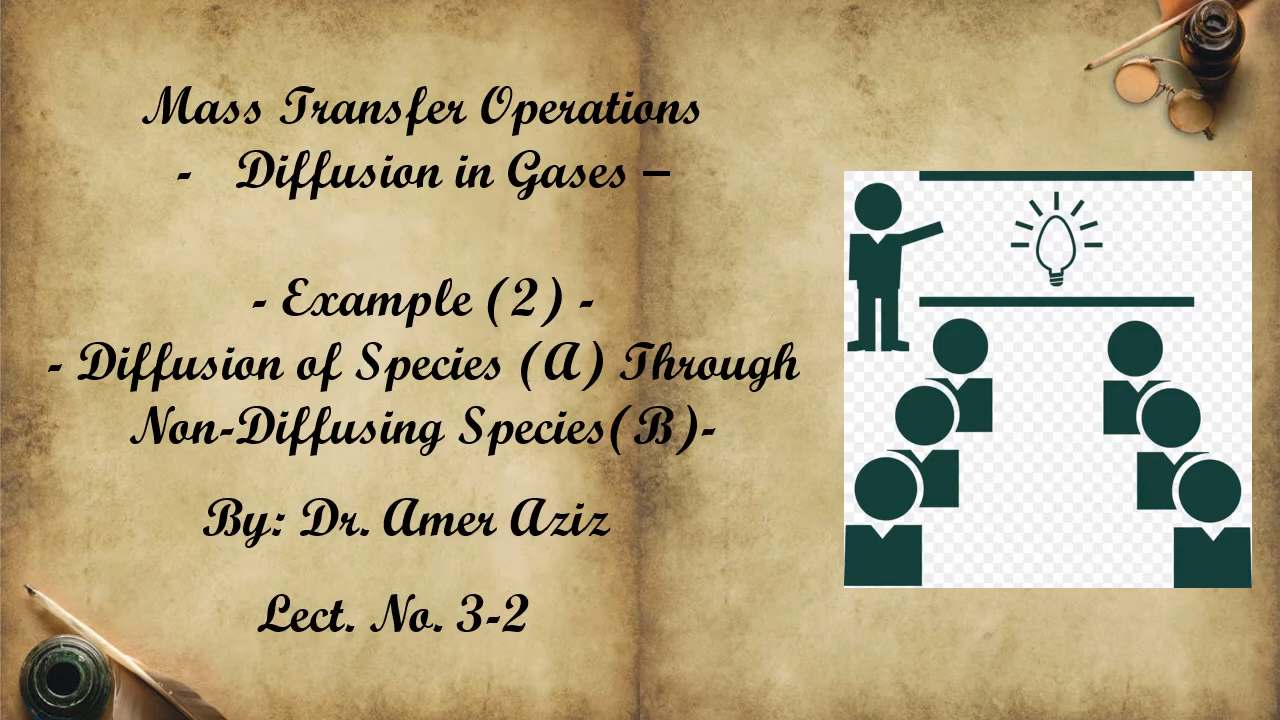 Mass Transfer Operations
- Diffusion in Gases –
- Example (2) -
- Diffusion of Species (A) Through
Non-Diffusing Species(B)-
By: Dr. Amer Aziz
Lect. No. 3-2